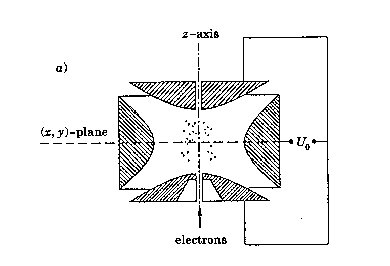 z-axis
a)
(x, y)-plane
U₀
electrons